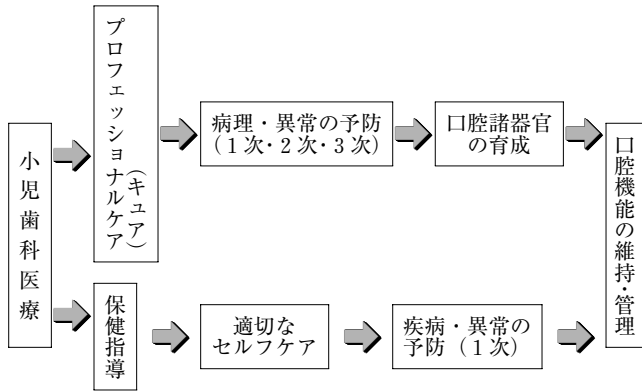 小児歯科医療
プロフェッショナルケア
(キュア)
病理・異常の予防
(1次・2次・3次)
口腔諸器官
の育成
保健指導
適切な
セルフケア
疾病・異常の
予防(1次)
口腔機能の維持・管理